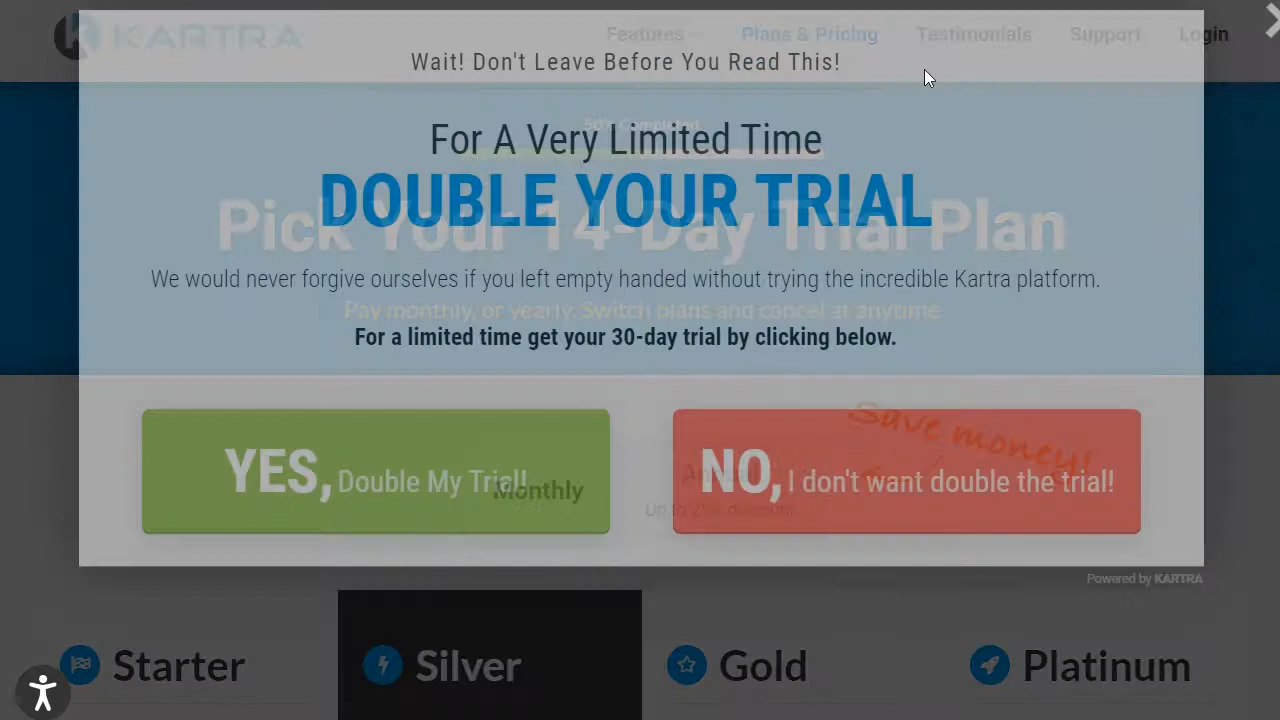 KARTRA
Features
Plans & Pricing
Testimonials
Support
Login
Wait! Don't Leave Before You Read This!
50% Completed
For A Very Limited Time
DOUBLE YOUR TRIAL
Pick Your 14-Day Trial Plan
We would never forgive ourselves if you left empty handed without trying the incredible Kartra platform.
Pay monthly, or yearly. Switch plans and cancel at anytime
For a limited time get your 30-day trial by clicking below.
Save money!
YES, Double My Trial!
NO, I don't want double the trial!
Monthly
Powered by KARTRA
Starter
Silver
Gold
Platinum